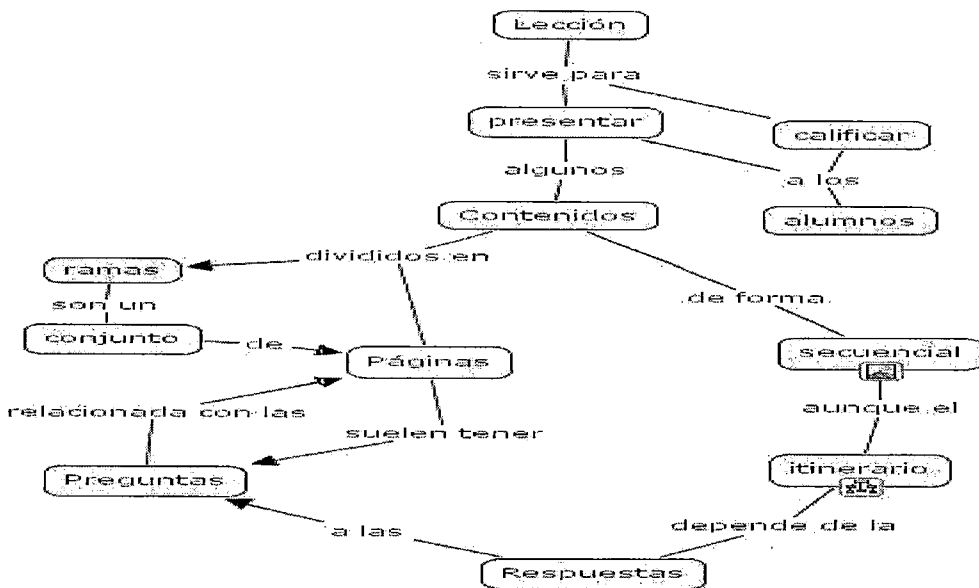 Lección
sirve para
presentar
calificar
algunos
a los
Contenidos
alumnos
divididos en
ramas
de forma
son un
conjunto
de
Páginas
secuencial
relacionada con las
aunque el
suelen tener
Preguntas
itinerario
a las
depende de la
Respuestas